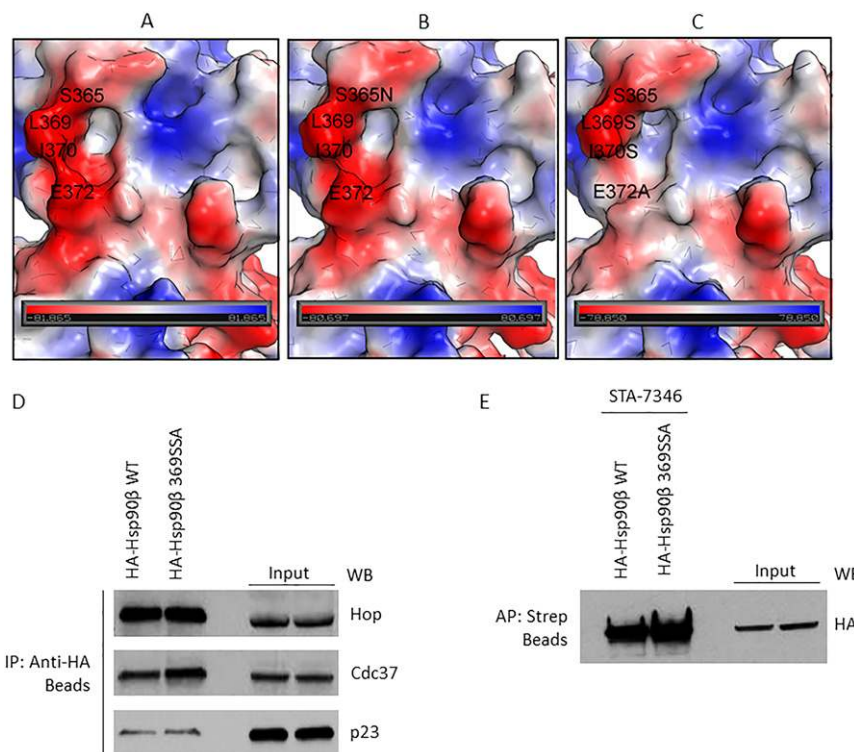 A
B
C
S365
L369
I370
E372
-81.865
81.865
S365N
L369
I370
E372
-80.697
80.697
S365
L369S
I370S
E372A
-78.850
78.850
D
HA-Hsp90β WT
HA-Hsp90β 369SSA
Input
WB
IP: Anti-HA
Beads
Hop
Cdc37
p23
E
STA-7346
HA-Hsp90β WT
HA-Hsp90β 369SSA
Input
WB
AP: Strep
Beads
HA